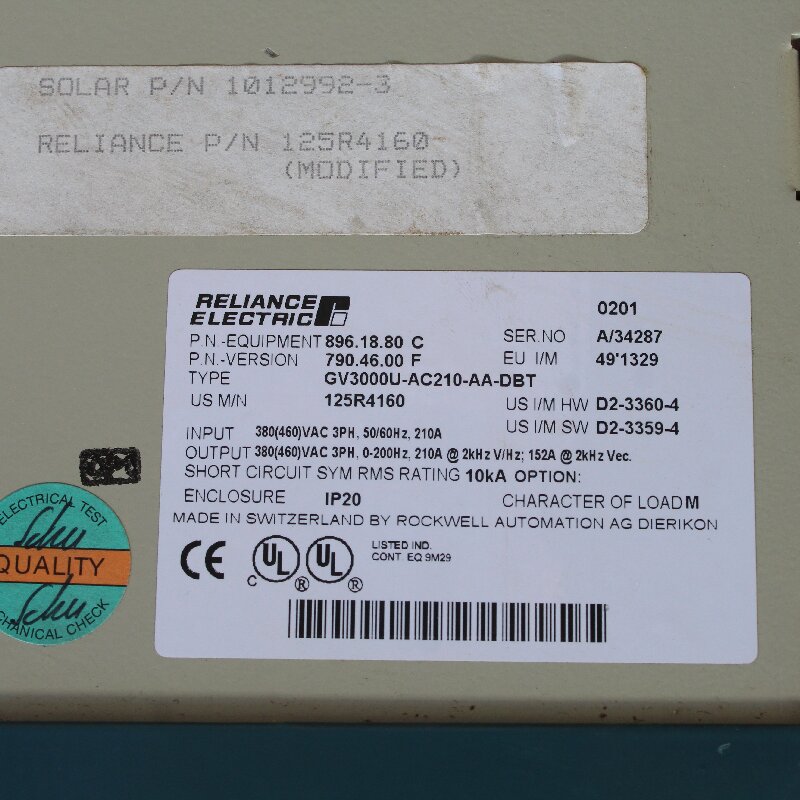 SOLAR P/N 1012992-3
RELIANCE P/N 125R4160
(MODIFIED)
RELIANCE
ELECTRIC
0201
P.N.-EQUIPMENT 896.18.80 C SER.NO A/34287
P.N.-VERSION 790.46.00 F EU I/M 49'1329
TYPE GV3000U-AC210-AA-DBT
US M/N 125R4160 US I/M HW D2-3360-4
US I/M SW D2-3359-4
INPUT 380(460)VAC 3PH, 50/60Hz, 210A
OUTPUT 380(460)VAC 3PH, 0-200Hz, 210A @ 2kHz V/Hz; 152A @ 2kHz Vec.
SHORT CIRCUIT SYM RMS RATING 10kA OPTION:
ENCLOSURE IP20 CHARACTER OF LOAD M
MADE IN SWITZERLAND BY ROCKWELL AUTOMATION AG DIERIKON
CE C UL ® UL ® LISTED IND.
CONT. EQ 9M29
ELECTRICAL TEST
QUALITY
CHANICAL CHECK